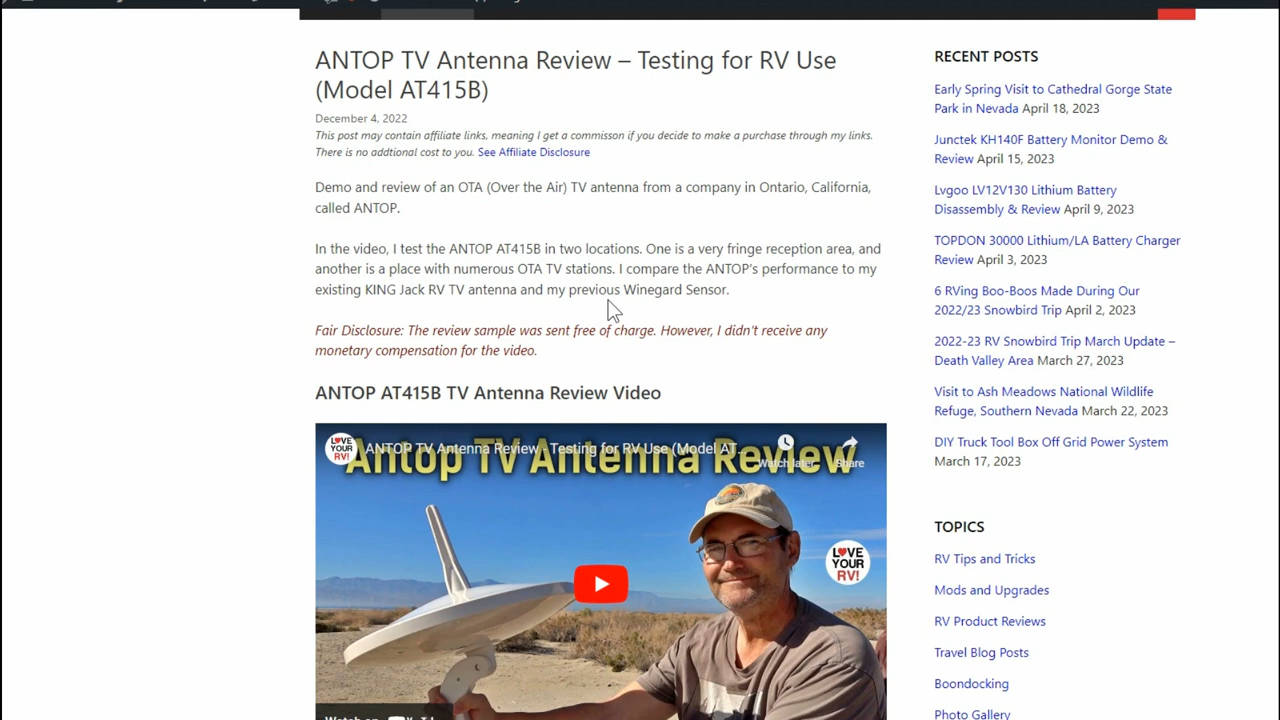 ANTOP TV Antenna Review – Testing for RV Use
(Model AT415B)
December 4, 2022
This post may contain affiliate links, meaning I get a commisson if you decide to make a purchase through my links.
There is no addtional cost to you. See Affiliate Disclosure
Demo and review of an OTA (Over the Air) TV antenna from a company in Ontario, California,
called ANTOP.
In the video, I test the ANTOP AT415B in two locations. One is a very fringe reception area, and
another is a place with numerous OTA TV stations. I compare the ANTOP's performance to my
existing KING Jack RV TV antenna and my previous Winegard Sensor.
Fair Disclosure: The review sample was sent free of charge. However, I didn't receive any
monetary compensation for the video.
ANTOP AT415B TV Antenna Review Video
LOVE
YOUR
RV!
ANTOP TV Antenna Review - Testing for RV Use (Model AT...
Antop TV Antenna Review
Watch later
Share
LOVE
YOUR
RV!
Watch on
RECENT POSTS
Early Spring Visit to Cathedral Gorge State
Park in Nevada April 18, 2023
Junctek KH140F Battery Monitor Demo &
Review April 15, 2023
Lvgoo LV12V130 Lithium Battery
Disassembly & Review April 9, 2023
TOPDON 30000 Lithium/LA Battery Charger
Review April 3, 2023
6 RVing Boo-Boos Made During Our
2022/23 Snowbird Trip April 2, 2023
2022-23 RV Snowbird Trip March Update –
Death Valley Area March 27, 2023
Visit to Ash Meadows National Wildlife
Refuge, Southern Nevada March 22, 2023
DIY Truck Tool Box Off Grid Power System
March 17, 2023
TOPICS
RV Tips and Tricks
Mods and Upgrades
RV Product Reviews
Travel Blog Posts
Boondocking
Photo Gallery